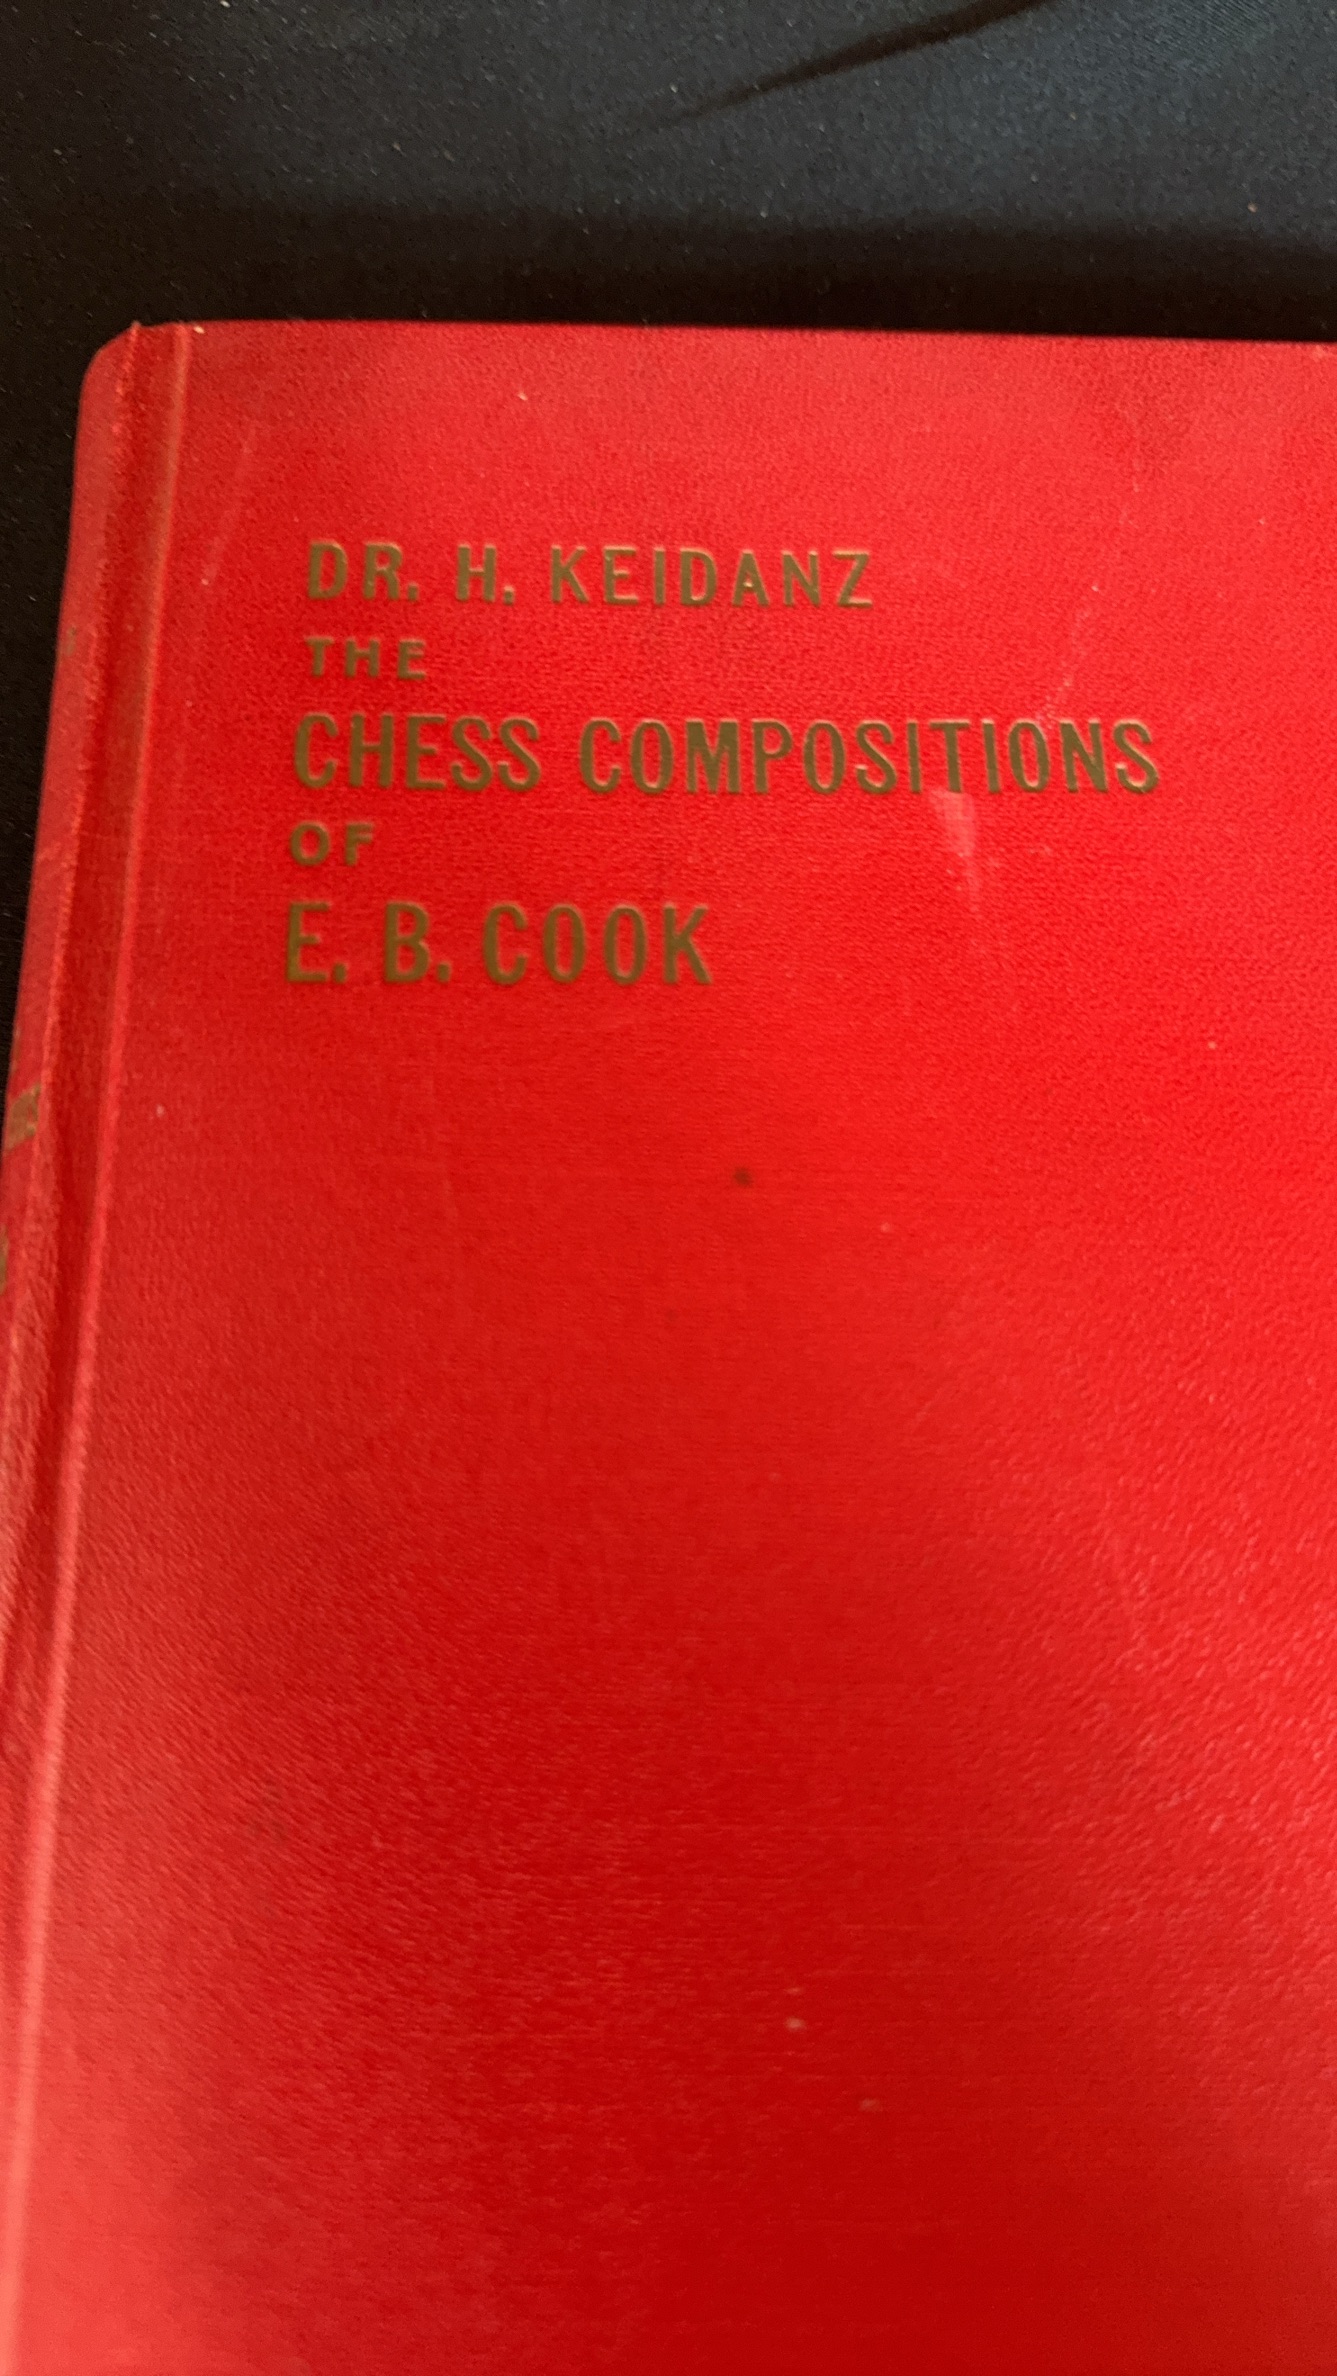 DR. H. KEIDANZ
THE
CHESS COMPOSITIONS
OF
E. B. COOK